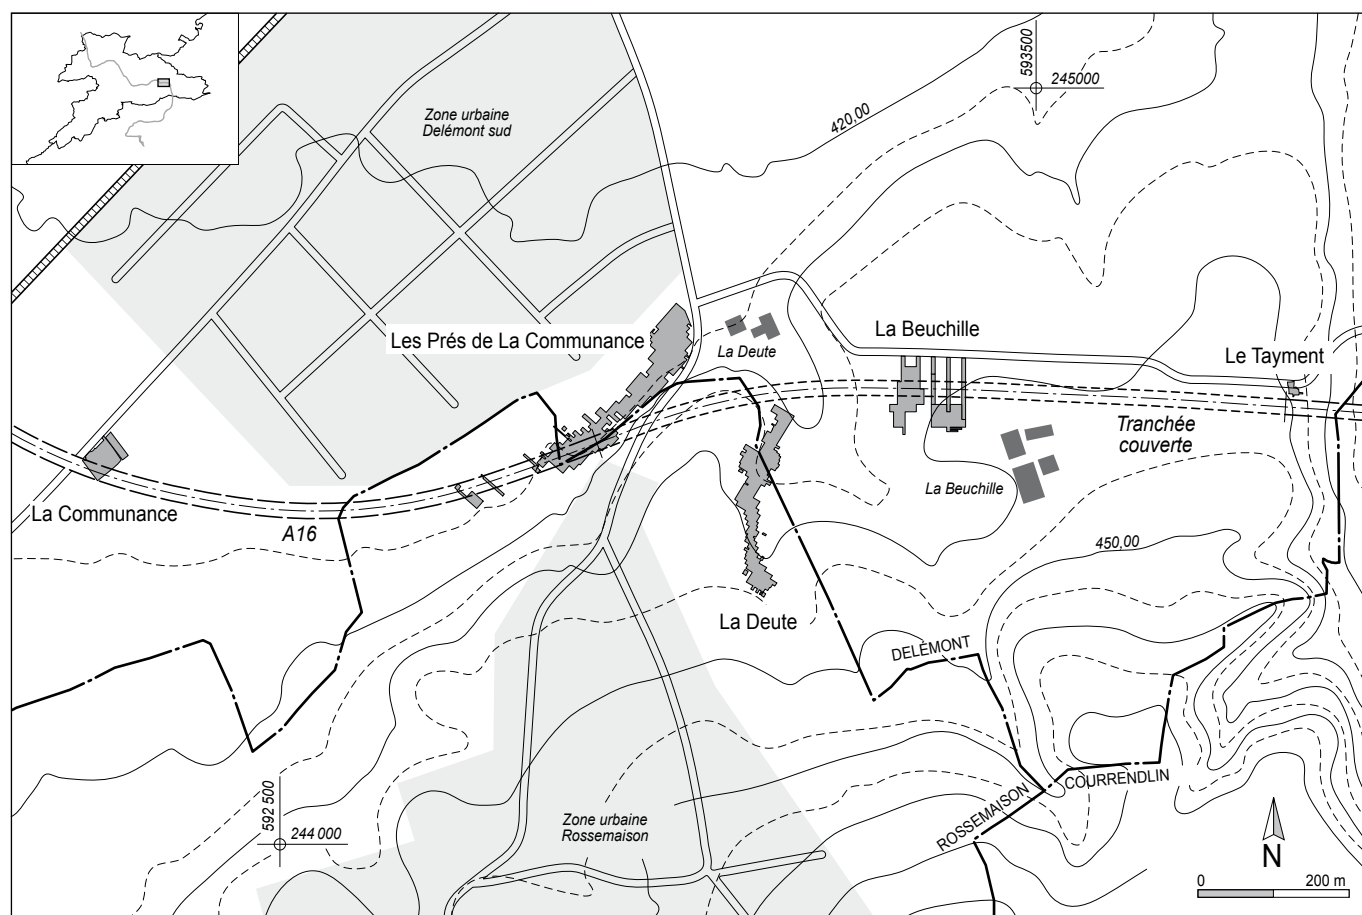 593500
245000
420,00
Zone urbaine
Delémont sud
Les Prés de La Communance
La Deute
La Beuchille
Le Tayment
Tranchée
couverte
La Beuchille
La Communance
A16
450,00
La Deute
DELÉMONT
592 500
244 000
Zone urbaine
Rossemaison
ROSSEMAISON
COURRENDLIN
N
0 200 m